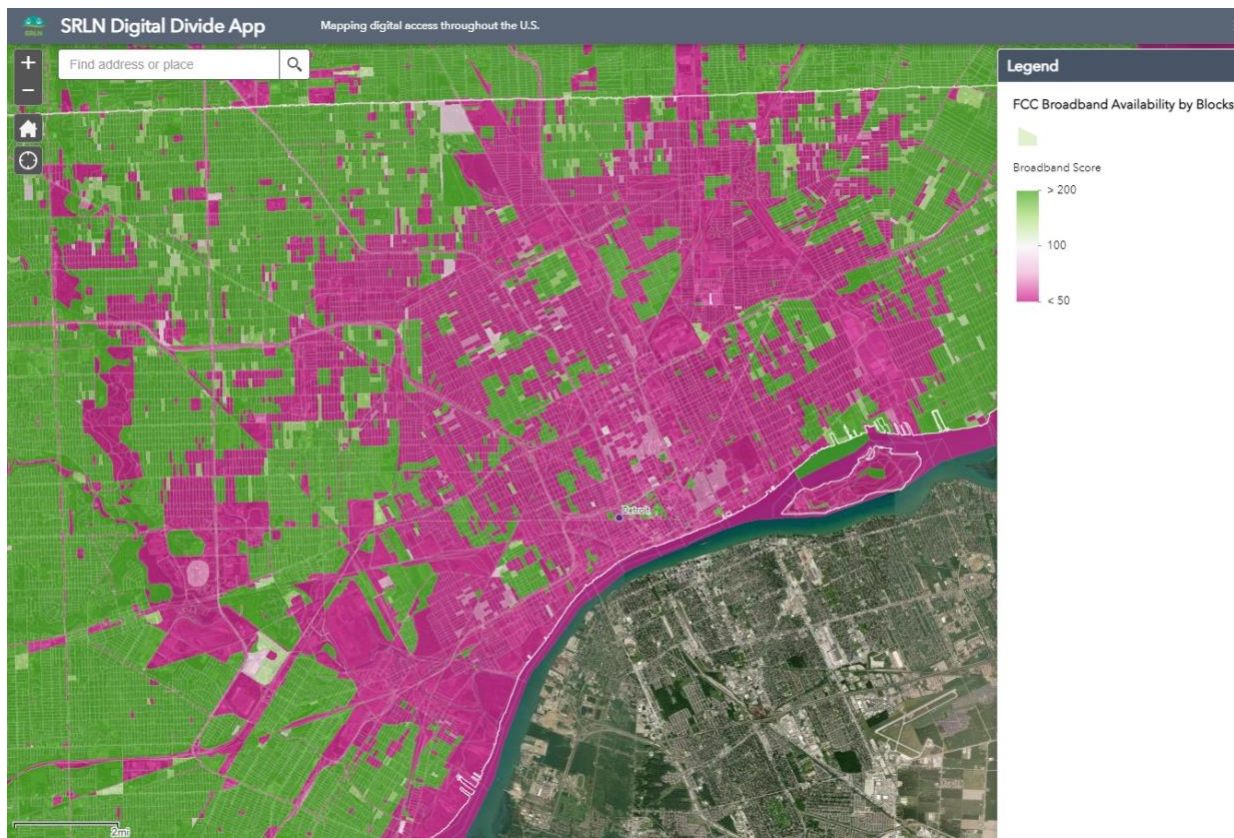 SRLN
SRLN Digital Divide App
Mapping digital access throughout the U.S.
+
Find address or place
−
Legend
FCC Broadband Availability by Blocks
Broadband Score
> 200
100
< 50
Detroit
2mi